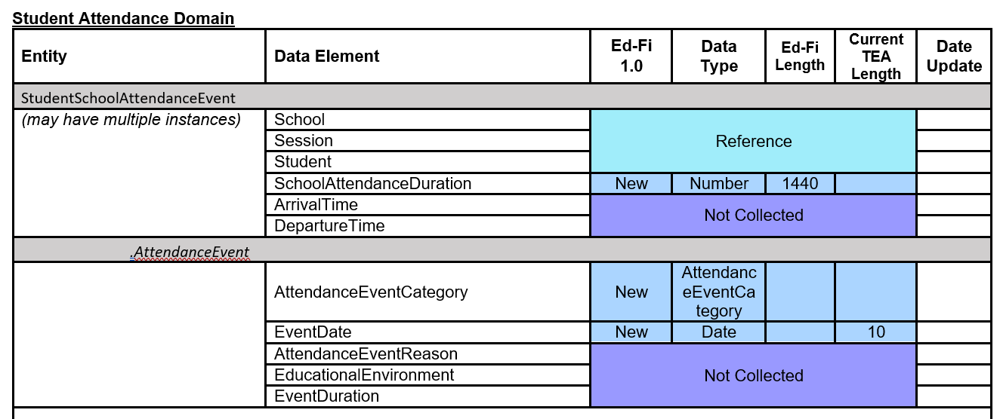 Student Attendance Domain
Entity Data Element Ed-Fi 1.0 Data Type Ed-Fi Length Current TEA Length Date Update
StudentSchoolAttendanceEvent
(may have multiple instances) School
Session Reference
Student
SchoolAttendanceDuration New Number 1440
ArrivalTime
Not Collected
DepartureTime
.AttendanceEvent
AttendanceEventCategory New AttendanceEventCategory
EventDate New Date 10
AttendanceEventReason
EducationalEnvironment Not Collected
EventDuration